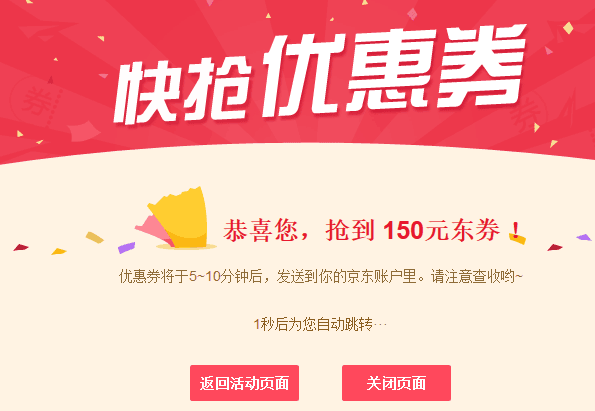 快抢优惠券
券
券
恭喜您，抢到 150元东券 ！
优惠券将于5~10分钟后，发送到你的京东账户里。请注意查收哟~
1秒后为您自动跳转···
返回活动页面
关闭页面